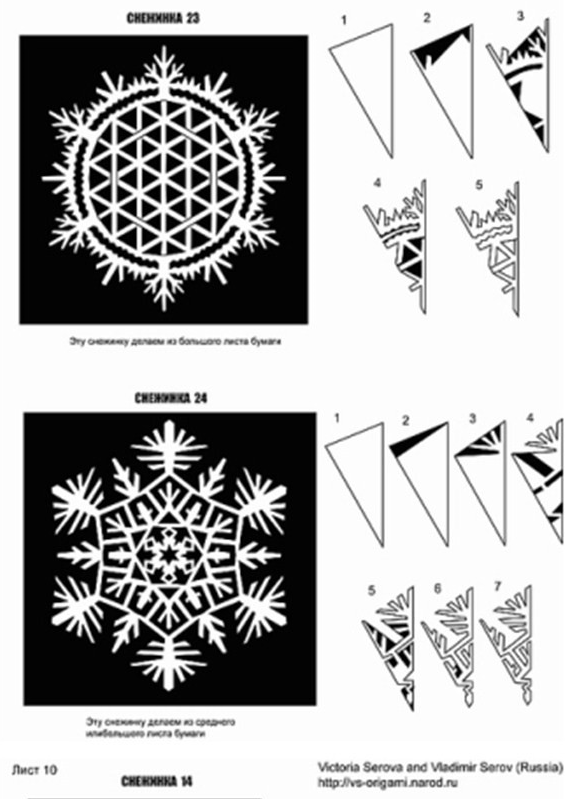 СНЕЖИНКА 23
1
2
3
4
5
Эту снежинку делаем из большого листа бумаги
СНЕЖИНКА 24
1
2
3
4
5
6
7
Эту снежинку делаем из среднего
илибольшого листа бумаги
Лист 10
Victoria Serova and Vladimir Serov (Russia)
http://vs-origami.narod.ru
СНЕЖИНКА 14